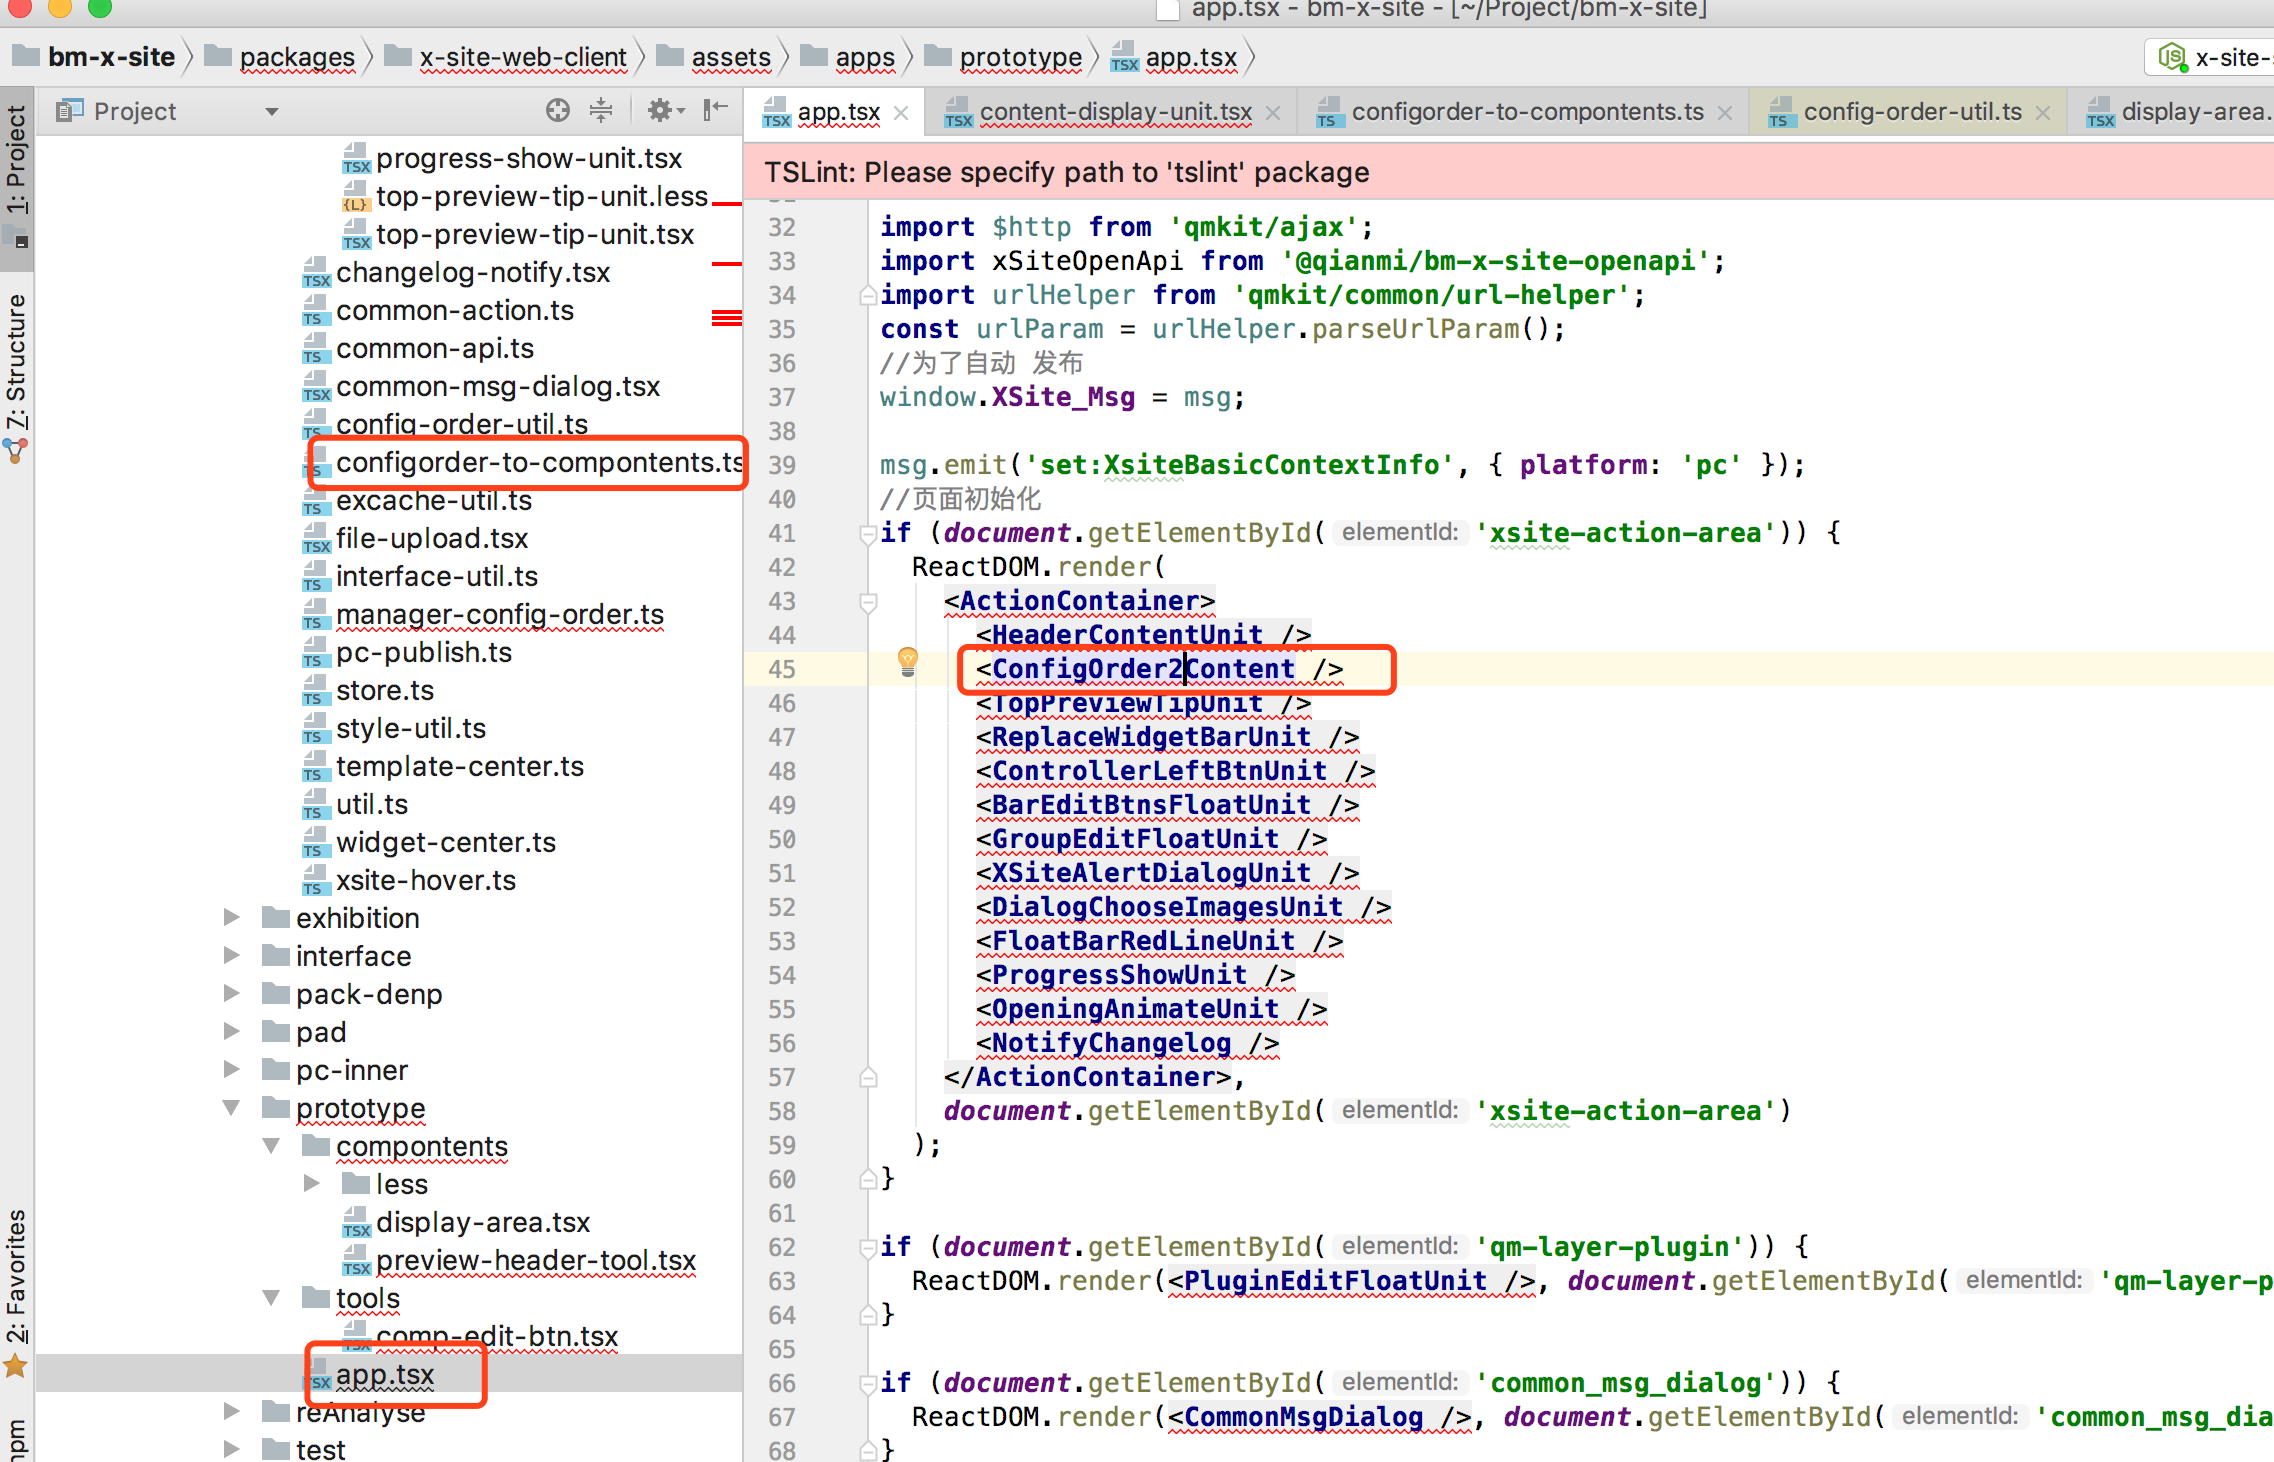 app.tsx - bm-x-site - [~/Project/bm-x-site]
bm-x-site packages x-site-web-client assets apps prototype app.tsx x-site-
Project
app.tsx content-display-unit.tsx configorder-to-compontents.ts config-order-util.ts display-area.
1: Project
7: Structure
2: Favorites
npm
progress-show-unit.tsx
top-preview-tip-unit.less
top-preview-tip-unit.tsx
changelog-notify.tsx
common-action.ts
common-api.ts
common-msg-dialog.tsx
config-order-util.ts
configorder-to-compontents.ts
excache-util.ts
file-upload.tsx
interface-util.ts
manager-config-order.ts
pc-publish.ts
store.ts
style-util.ts
template-center.ts
util.ts
widget-center.ts
xsite-hover.ts
exhibition
interface
pack-denp
pad
pc-inner
prototype
compontents
less
display-area.tsx
preview-header-tool.tsx
tools
comp-edit-btn.tsx
app.tsx
reAnalyse
test
TSLint: Please specify path to 'tslint' package
32 import $http from 'qmkit/ajax';
33 import xSiteOpenApi from '@qianmi/bm-x-site-openapi';
34 import urlHelper from 'qmkit/common/url-helper';
35 const urlParam = urlHelper.parseUrlParam();
36 //为了自动 发布
37 window.XSite_Msg = msg;
38
39 msg.emit('set:XsiteBasicContextInfo', { platform: 'pc' });
40 //页面初始化
41 if (document.getElementById( elementId: 'xsite-action-area')) {
42 ReactDOM.render(
43 <ActionContainer>
44 <HeaderContentUnit />
45 <ConfigOrder2Content />
46 <TopPreviewTipUnit />
47 <ReplaceWidgetBarUnit />
48 <ControllerLeftBtnUnit />
49 <BarEditBtnsFloatUnit />
50 <GroupEditFloatUnit />
51 <XSiteAlertDialogUnit />
52 <DialogChooseImagesUnit />
53 <FloatBarRedLineUnit />
54 <ProgressShowUnit />
55 <OpeningAnimateUnit />
56 <NotifyChangelog />
57 </ActionContainer>,
58 document.getElementById( elementId: 'xsite-action-area')
59 );
60 }
61
62 if (document.getElementById( elementId: 'qm-layer-plugin')) {
63 ReactDOM.render(<PluginEditFloatUnit />, document.getElementById( elementId: 'qm-layer-p
64 }
65
66 if (document.getElementById( elementId: 'common_msg_dialog')) {
67 ReactDOM.render(<CommonMsgDialog />, document.getElementById( elementId: 'common_msg_dia
68 }